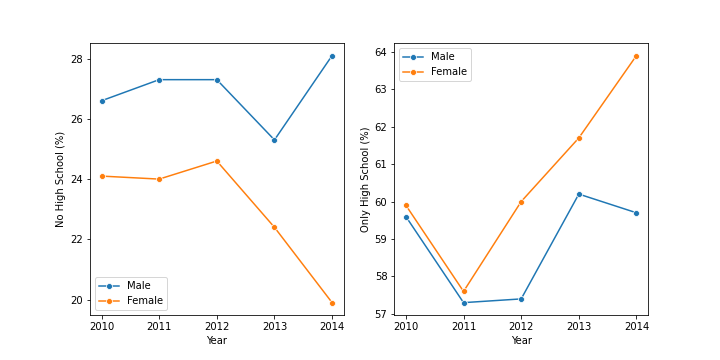 No High School (%)
28
26
24
22
20
Male
Female
2010 2011 2012 2013 2014
Year
Only High School (%)
64
63
62
61
60
59
58
57
Male
Female
2010 2011 2012 2013 2014
Year